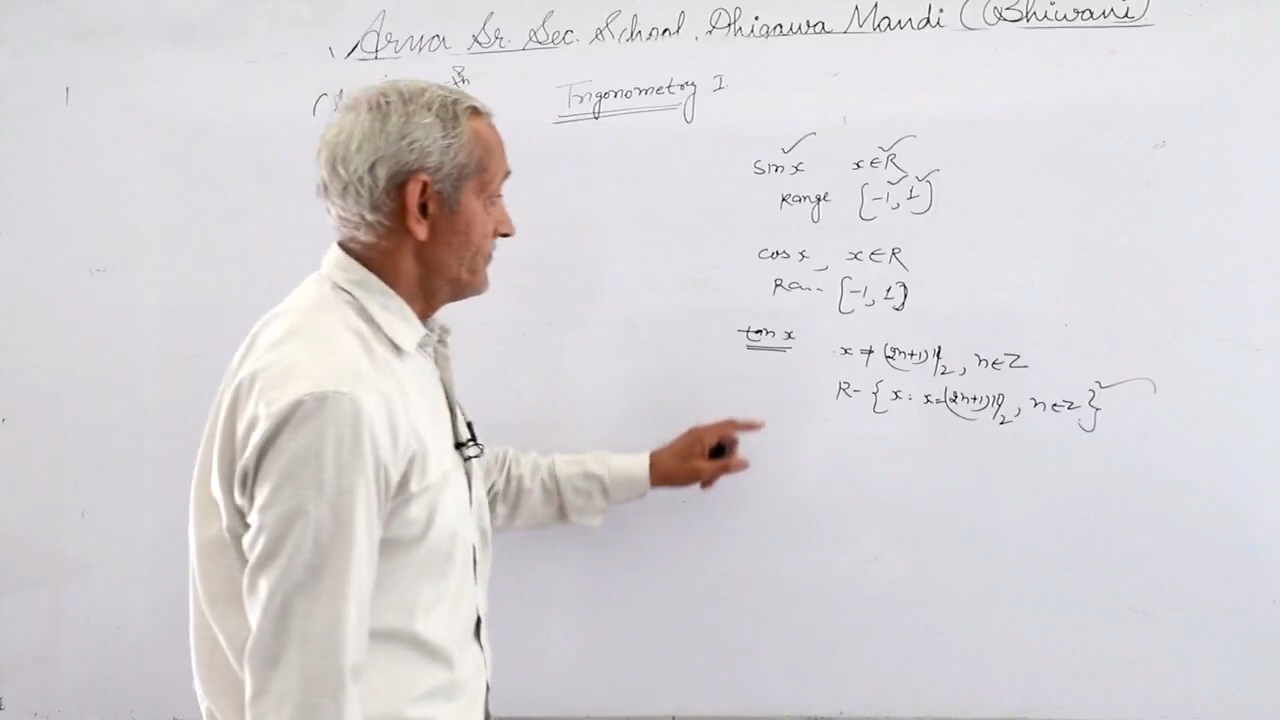 Arya Sr. Sec. School, Dhigawa Mandi (Bhiwani)
th
Trigonometry I
sin x x∈R
Range [-1, 1]
cos x, x∈R
Ran [-1, 1]
tan x x≠(2n+1)π/2, n∈Z
R-{x: x=(2n+1)π/2, n∈Z}